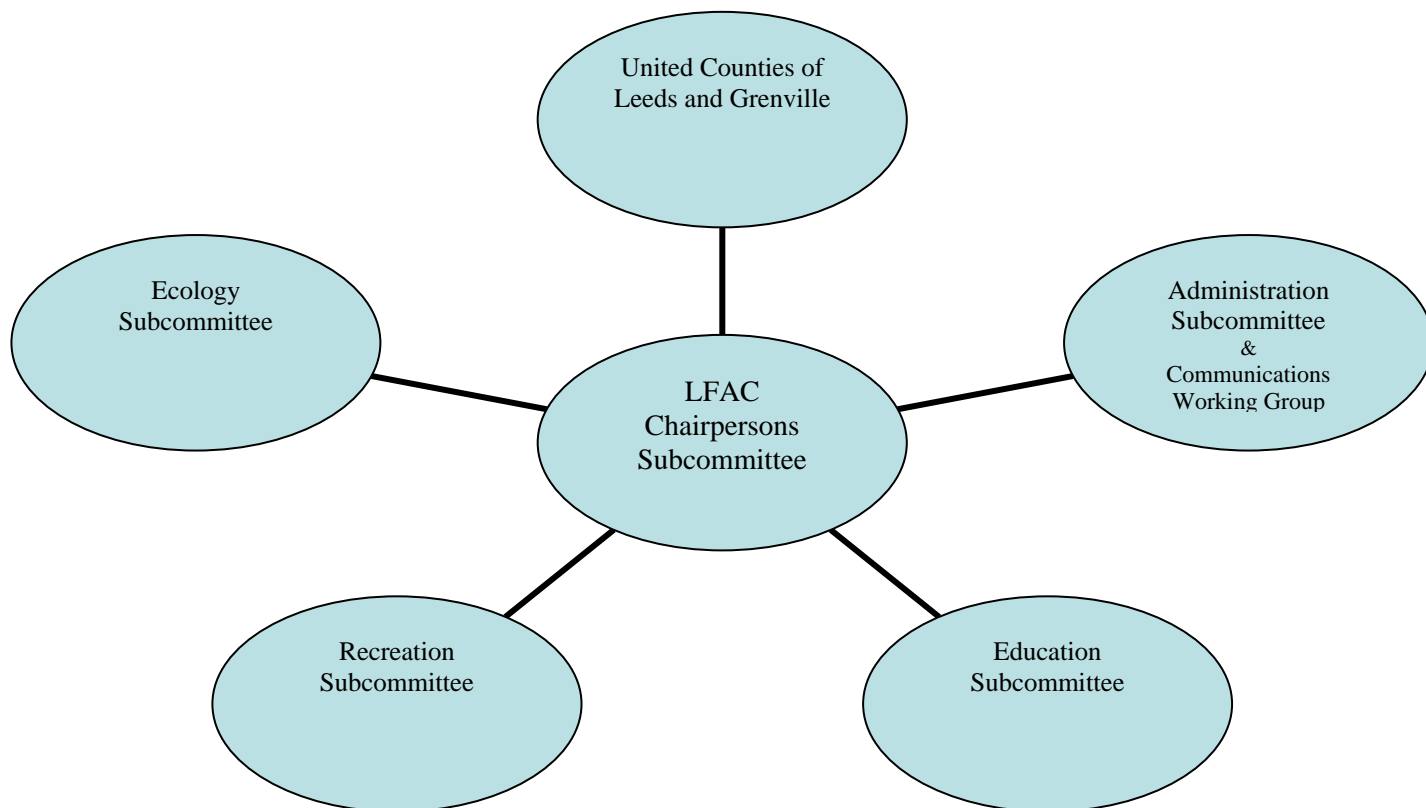 United Counties of
Leeds and Grenville
Ecology
Subcommittee
Administration
Subcommittee
&
Communications
Working Group
LFAC
Chairpersons
Subcommittee
Recreation
Subcommittee
Education
Subcommittee